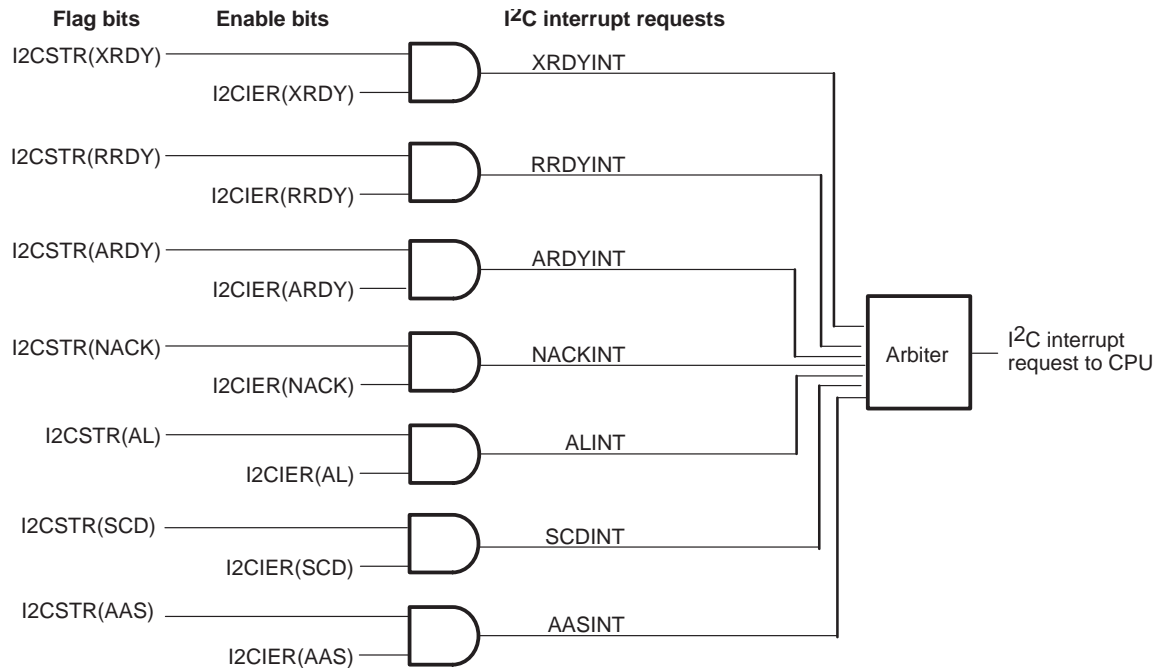 Flag bits Enable bits I2C interrupt requests
I2CSTR(XRDY) XRDYINT
I2CIER(XRDY)
I2CSTR(RRDY) RRDYINT
I2CIER(RRDY)
I2CSTR(ARDY) ARDYINT
I2CIER(ARDY)
I2CSTR(NACK) NACKINT
I2CIER(NACK)
Arbiter
I2C interrupt
request to CPU
I2CSTR(AL) ALINT
I2CIER(AL)
I2CSTR(SCD) SCDINT
I2CIER(SCD)
I2CSTR(AAS) AASINT
I2CIER(AAS)